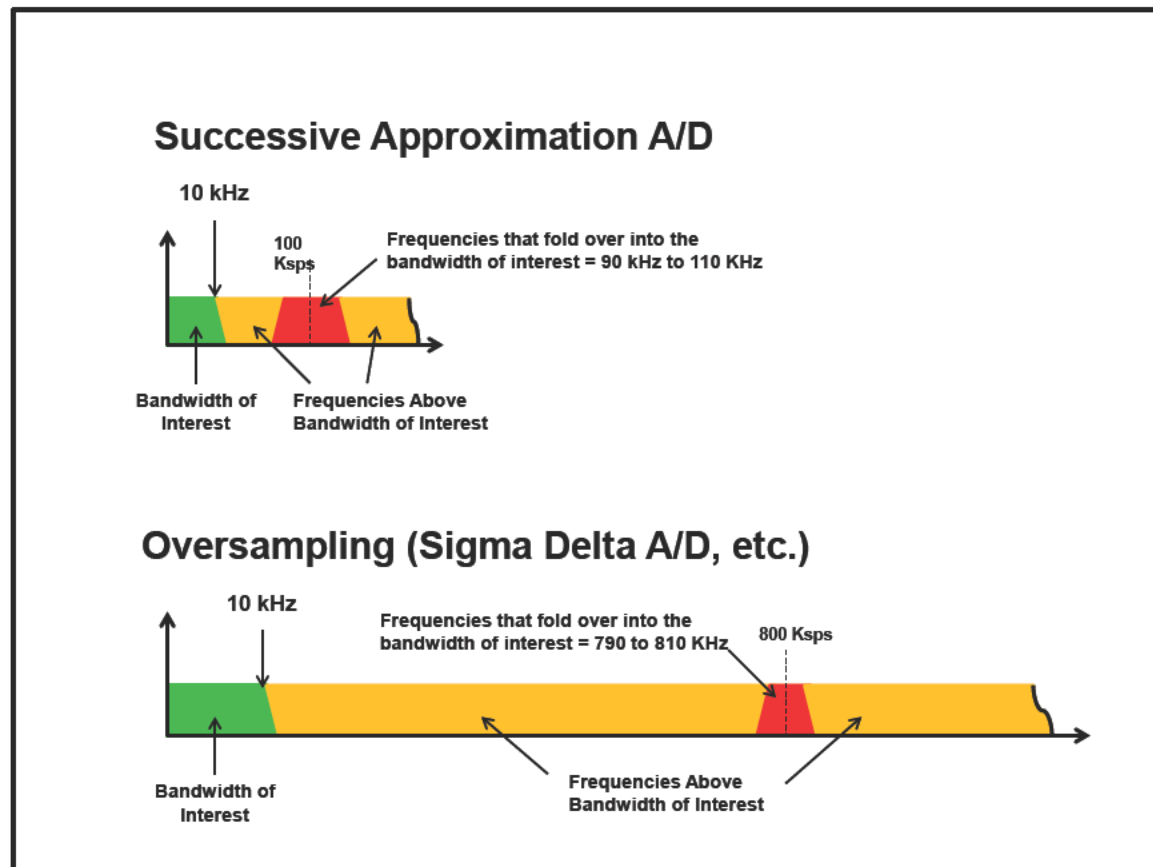 Successive Approximation A/D
10 kHz
100
Ksps
Frequencies that fold over into the
bandwidth of interest = 90 kHz to 110 KHz
Bandwidth of
Interest
Frequencies Above
Bandwidth of Interest
Oversampling (Sigma Delta A/D, etc.)
10 kHz
Frequencies that fold over into the
bandwidth of interest = 790 to 810 KHz
800 Ksps
Bandwidth of
Interest
Frequencies Above
Bandwidth of Interest